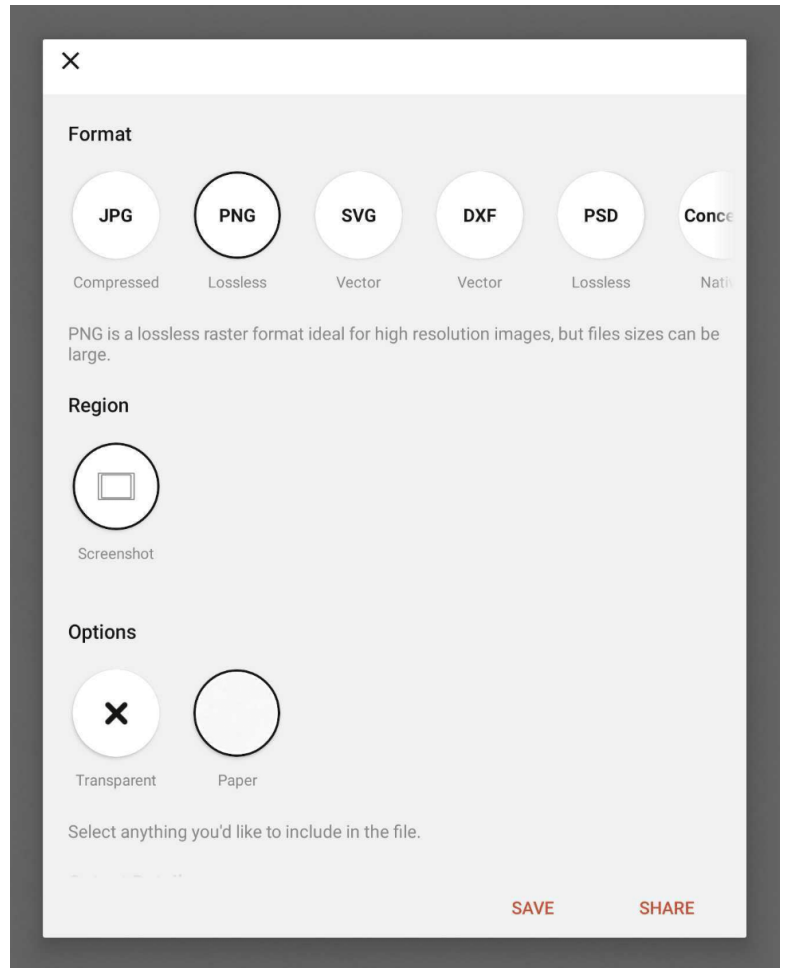 Format
JPG PNG SVG DXF PSD
Compressed Lossless Vector Vector Lossless
PNG is a lossless raster format ideal for high resolution images, but files sizes can be
large.
Region
Screenshot
Options
Transparent Paper
Select anything you'd like to include in the file.
SAVE SHARE